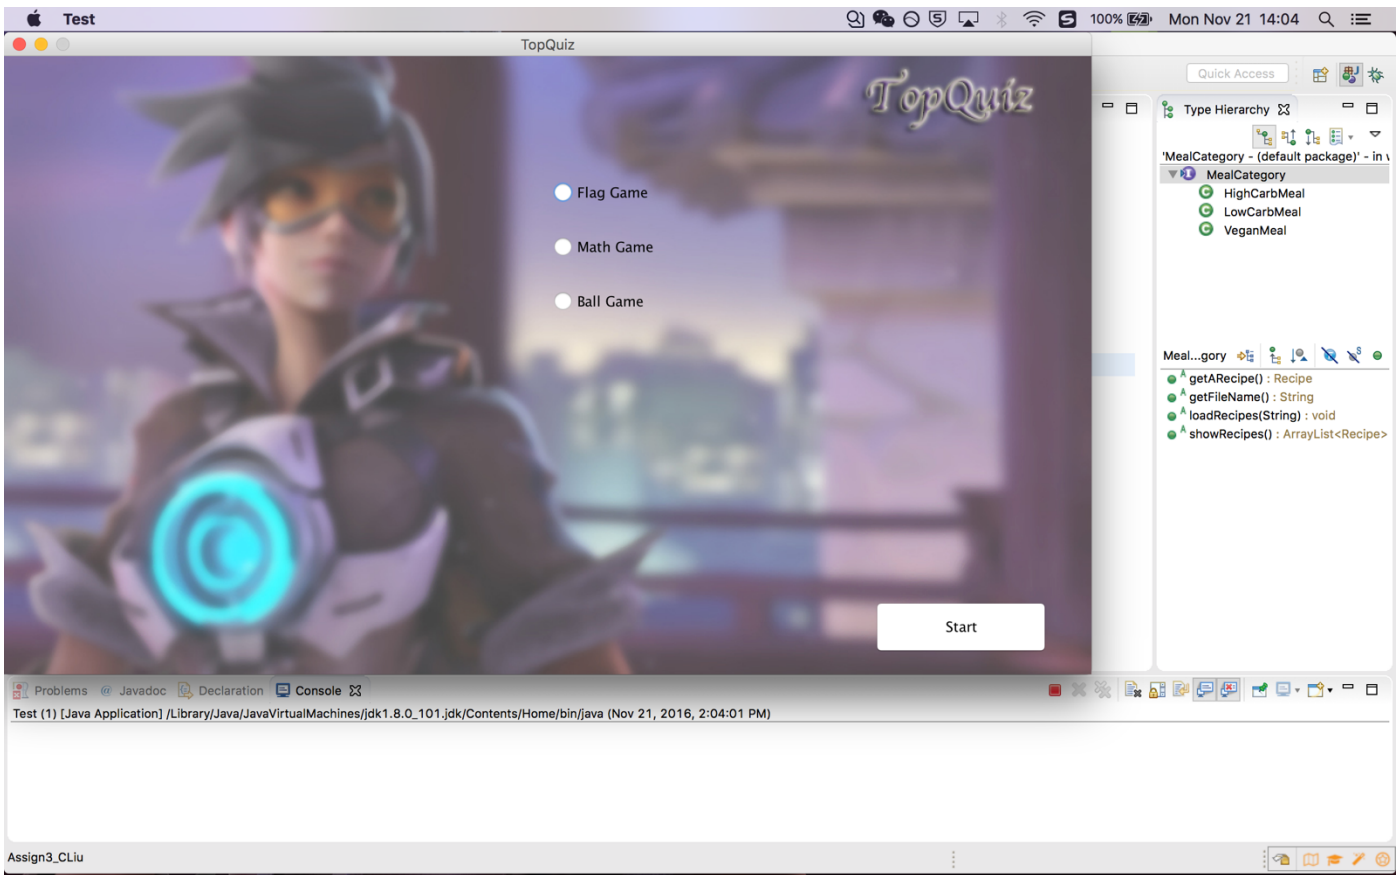 Test
100%
Mon Nov 21 14:04
TopQuiz
TopQuiz
Flag Game
Math Game
Ball Game
Start
Quick Access
Type Hierarchy
'MealCategory - (default package)' - in
MealCategory
HighCarbMeal
LowCarbMeal
VeganMeal
Meal...gory
getARecipe() : Recipe
getFileName() : String
loadRecipes(String) : void
showRecipes() : ArrayList<Recipe>
Problems @ Javadoc Declaration Console
Test (1) [Java Application] /Library/Java/JavaVirtualMachines/jdk1.8.0_101.jdk/Contents/Home/bin/java (Nov 21, 2016, 2:04:01 PM)
Assign3_CLiu